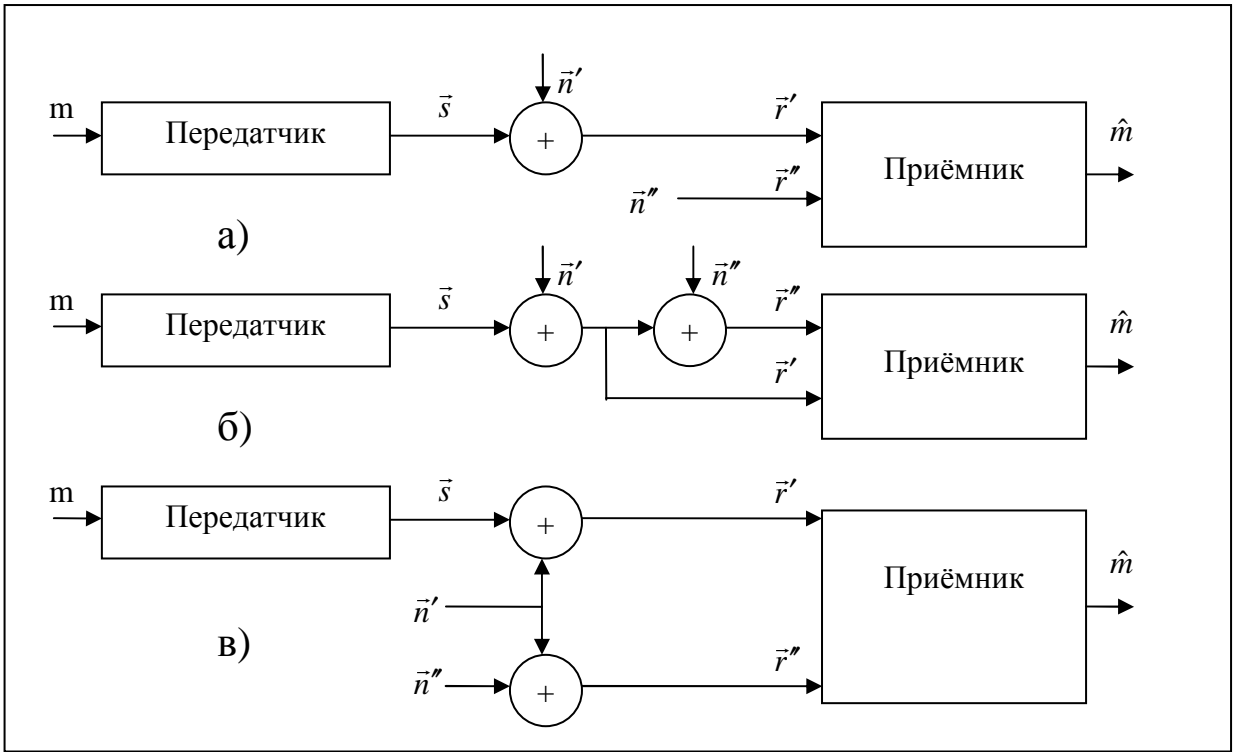 m
Передатчик
s⃗
+
n⃗′
r⃗′
n⃗″
r⃗″
Приёмник
m̂
а)
m
Передатчик
s⃗
+
n⃗′
+
n⃗″
r⃗″
r⃗′
Приёмник
m̂
б)
m
Передатчик
s⃗
+
r⃗′
n⃗′
n⃗″
+
r⃗″
Приёмник
m̂
в)